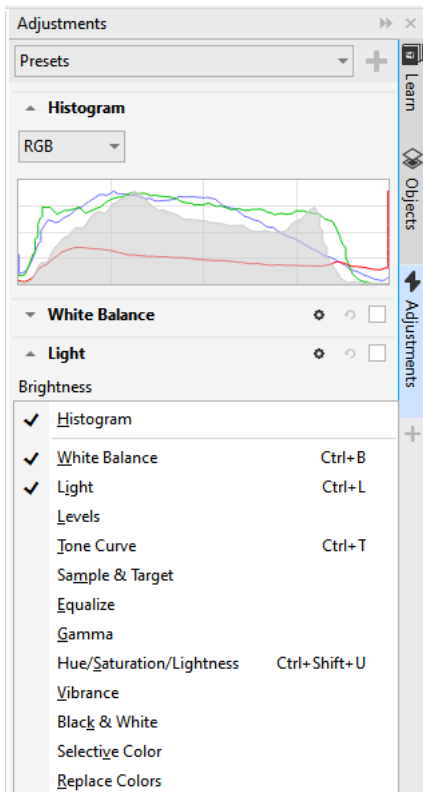 Adjustments
Presets
Histogram
RGB
White Balance
Light
Brightness
Histogram
White Balance Ctrl+B
Light Ctrl+L
Levels
Tone Curve Ctrl+T
Sample & Target
Equalize
Gamma
Hue/Saturation/Lightness Ctrl+Shift+U
Vibrance
Black & White
Selective Color
Replace Colors
Learn
Objects
Adjustments